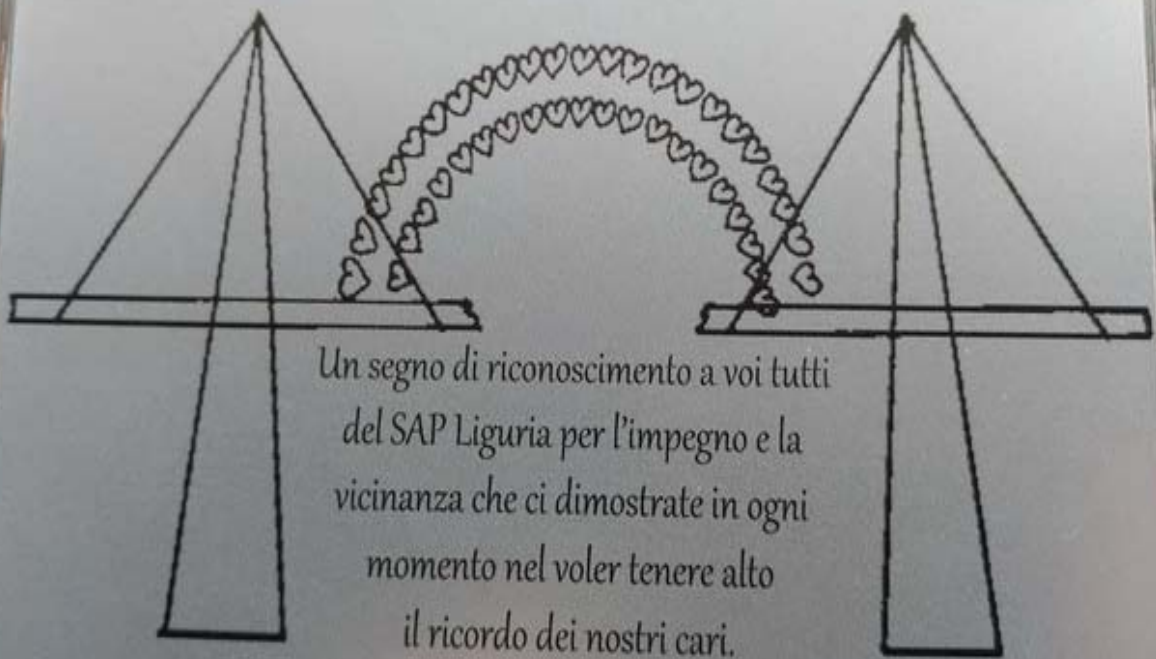 Un segno di riconoscimento a voi tutti
del SAP Liguria per l'impegno e la
vicinanza che ci dimostrate in ogni
momento nel voler tenere alto
il ricordo dei nostri cari.